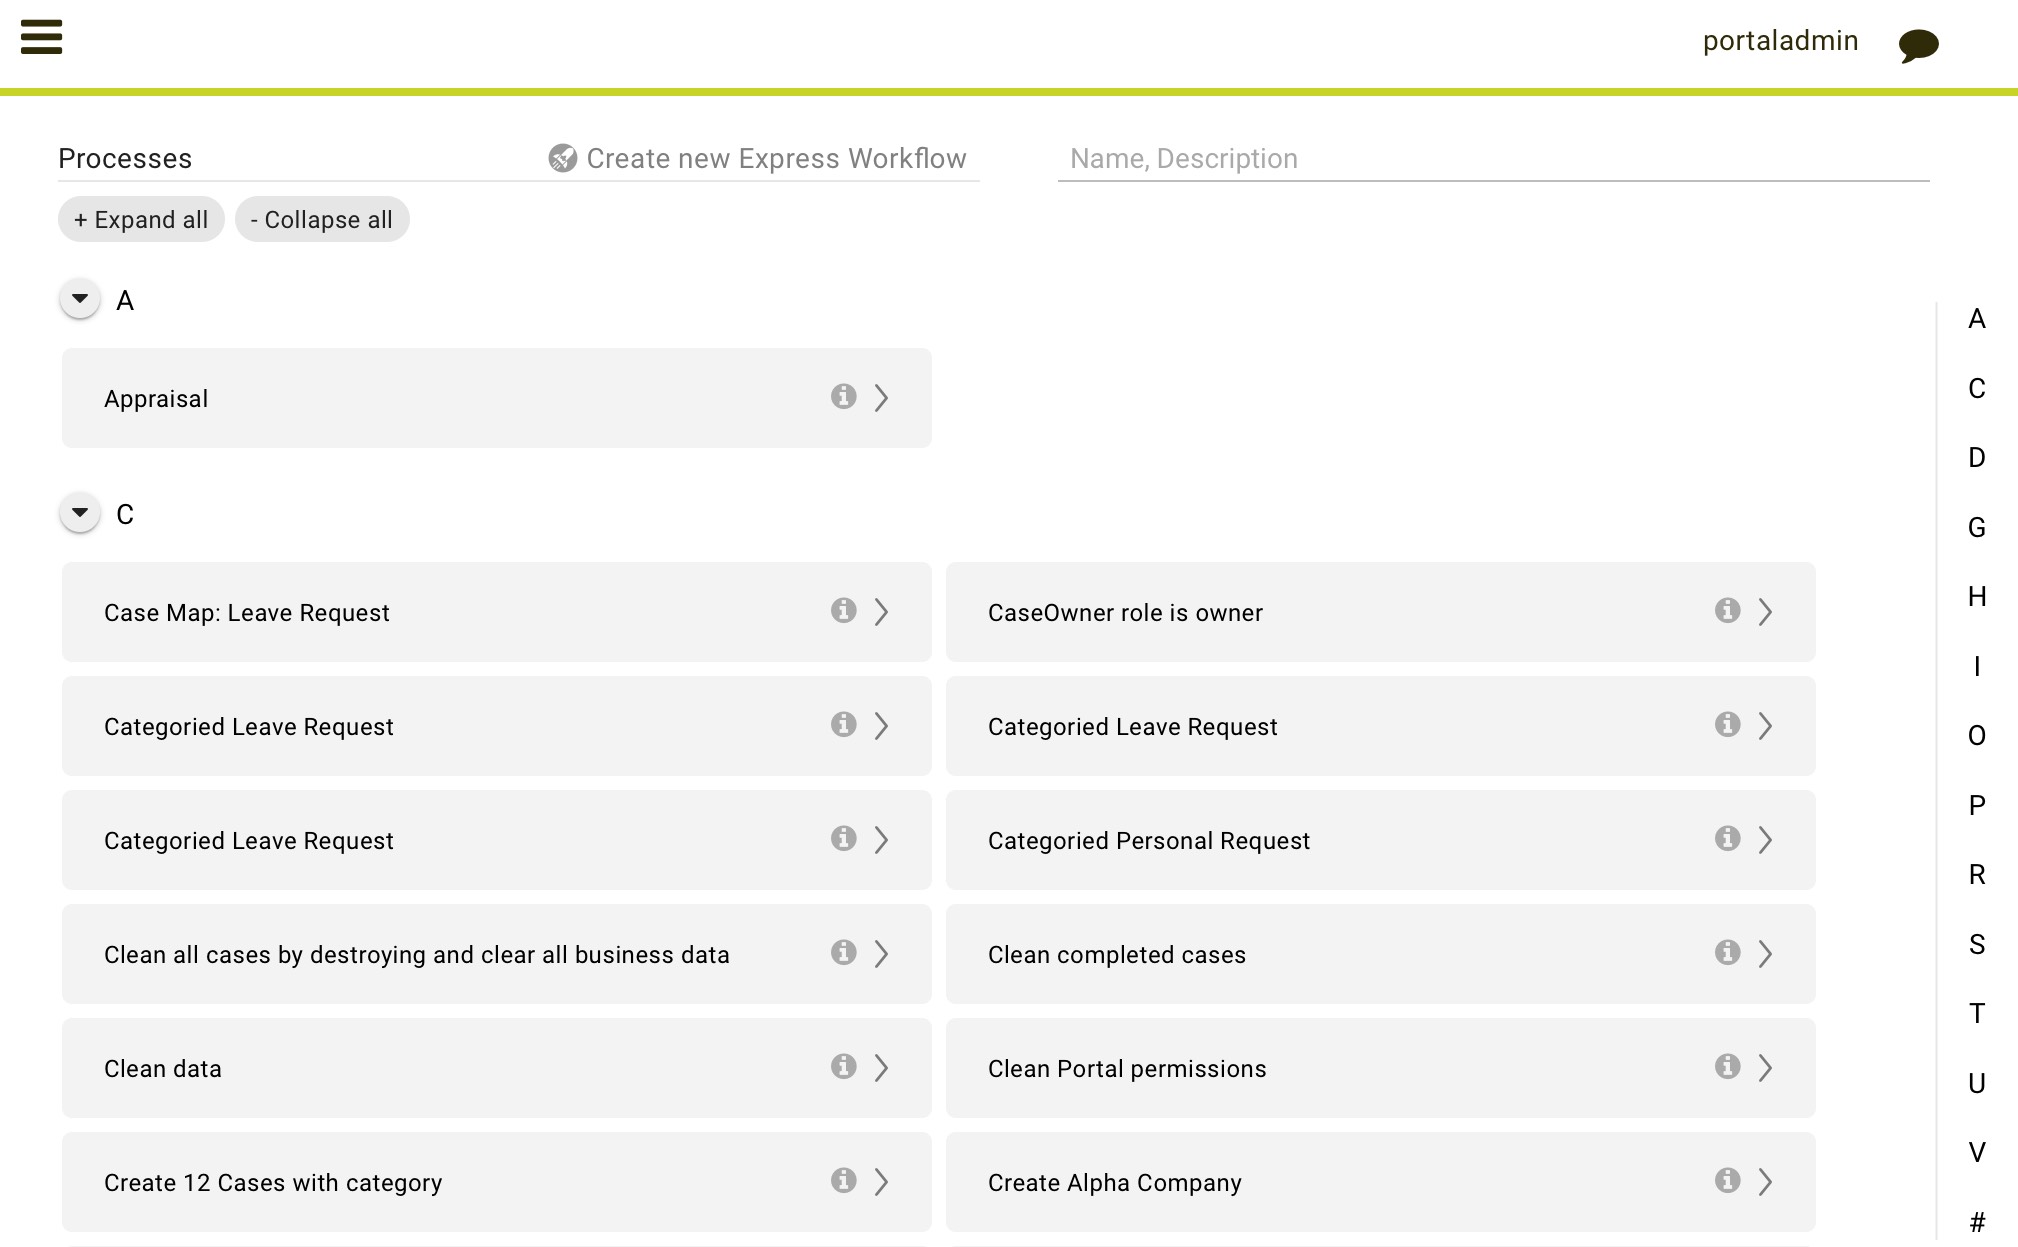 portaladmin
Processes
Create new Express Workflow
Name, Description
+ Expand all
- Collapse all
A
Appraisal
C
Case Map: Leave Request
CaseOwner role is owner
Categoried Leave Request
Categoried Leave Request
Categoried Leave Request
Categoried Personal Request
Clean all cases by destroying and clear all business data
Clean completed cases
Clean data
Clean Portal permissions
Create 12 Cases with category
Create Alpha Company
A
C
D
G
H
I
O
P
R
S
T
U
V
#